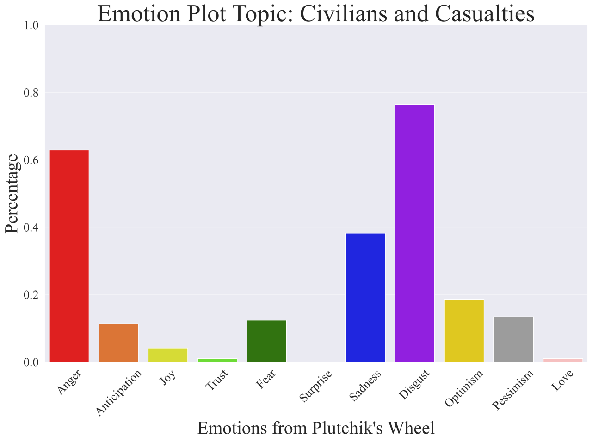 Emotion Plot Topic: Civilians and Casualties
Percentage
1.0
0.8
0.6
0.4
0.2
0.0
Anger
Anticipation
Joy
Trust
Fear
Surprise
Sadness
Disgust
Optimism
Pessimism
Love
Emotions from Plutchik's Wheel